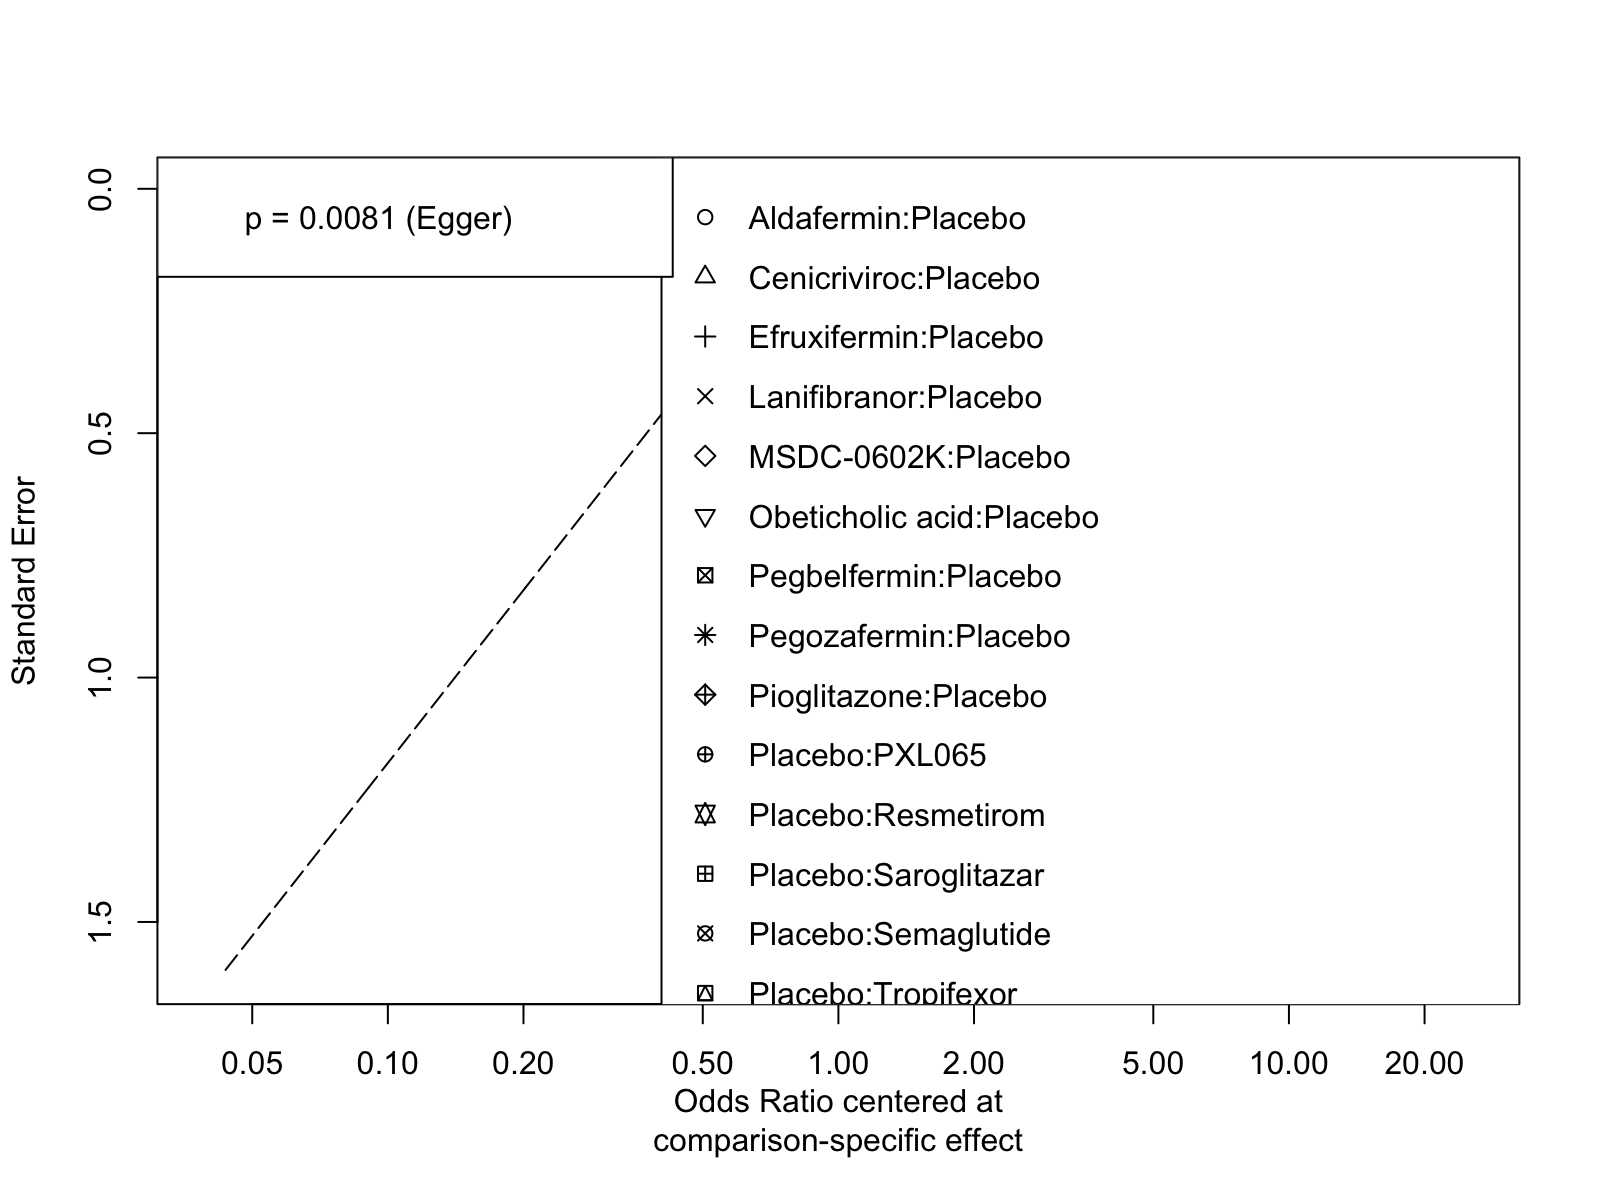 p = 0.0081 (Egger)
Aldafermin:Placebo
Cenicriviroc:Placebo
Efruxifermin:Placebo
Lanifibranor:Placebo
MSDC-0602K:Placebo
Obeticholic acid:Placebo
Pegbelfermin:Placebo
Pegozafermin:Placebo
Pioglitazone:Placebo
Placebo:PXL065
Placebo:Resmetirom
Placebo:Saroglitazar
Placebo:Semaglutide
Placebo:Tropifexor
Standard Error
0.0
0.5
1.0
1.5
0.05 0.10 0.20 0.50 1.00 2.00 5.00 10.00 20.00
Odds Ratio centered at
comparison-specific effect